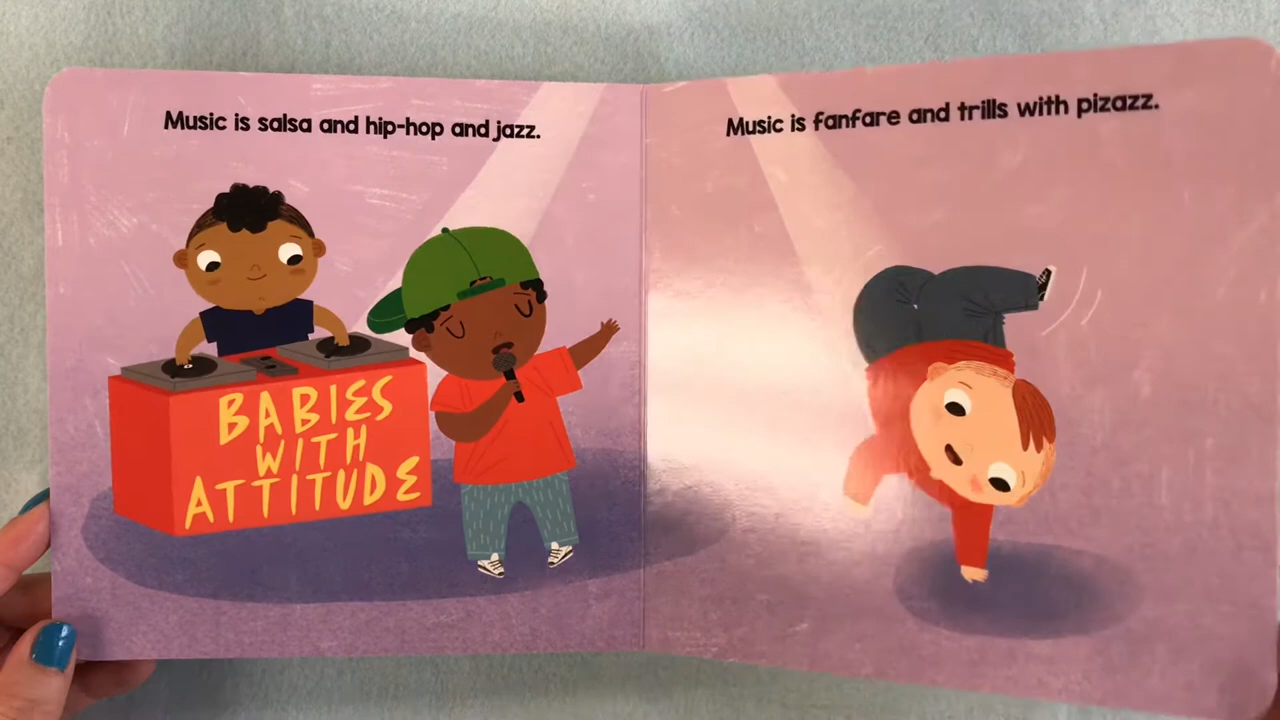 Music is salsa and hip-hop and jazz.
BABIES
WITH
ATTITUDE
Music is fanfare and trills with pizazz.